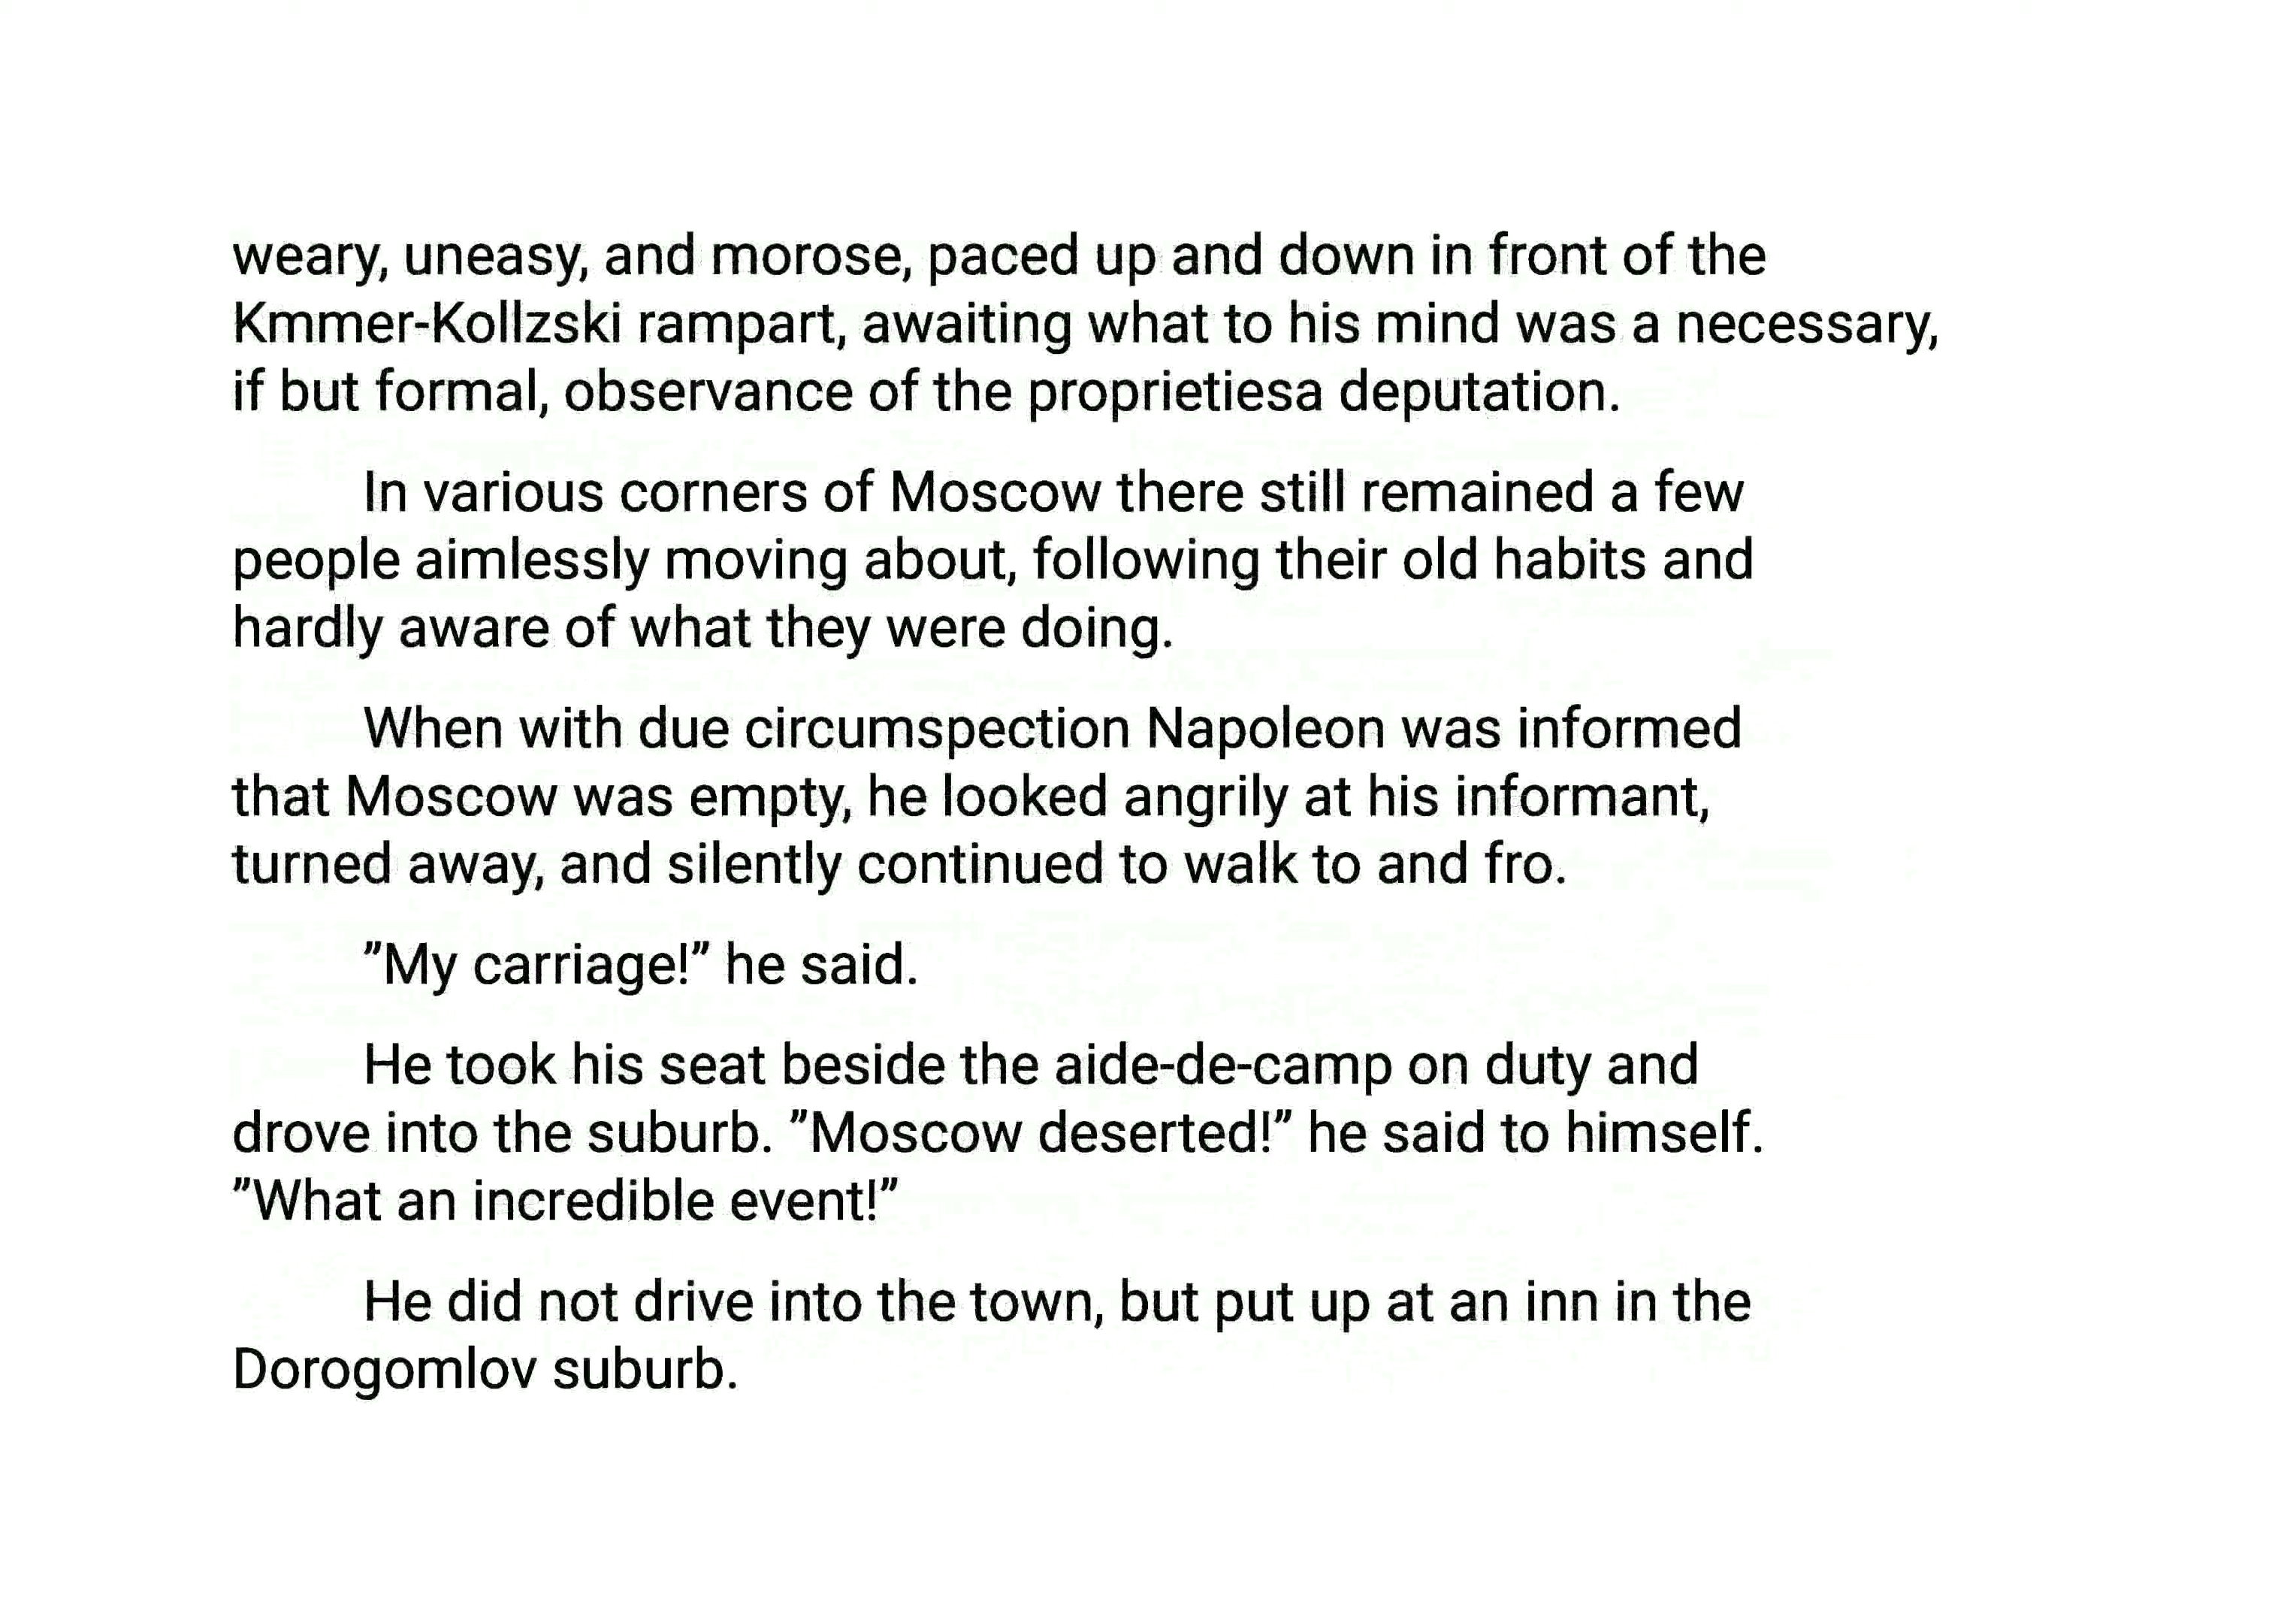 weary, uneasy, and morose, paced up and down in front of the
Kmmer-Kollzski rampart, awaiting what to his mind was a necessary,
if but formal, observance of the proprietiesa deputation.
In various corners of Moscow there still remained a few
people aimlessly moving about, following their old habits and
hardly aware of what they were doing.
When with due circumspection Napoleon was informed
that Moscow was empty, he looked angrily at his informant,
turned away, and silently continued to walk to and fro.
”My carriage!” he said.
He took his seat beside the aide-de-camp on duty and
drove into the suburb. ”Moscow deserted!” he said to himself.
”What an incredible event!”
He did not drive into the town, but put up at an inn in the
Dorogomlov suburb.